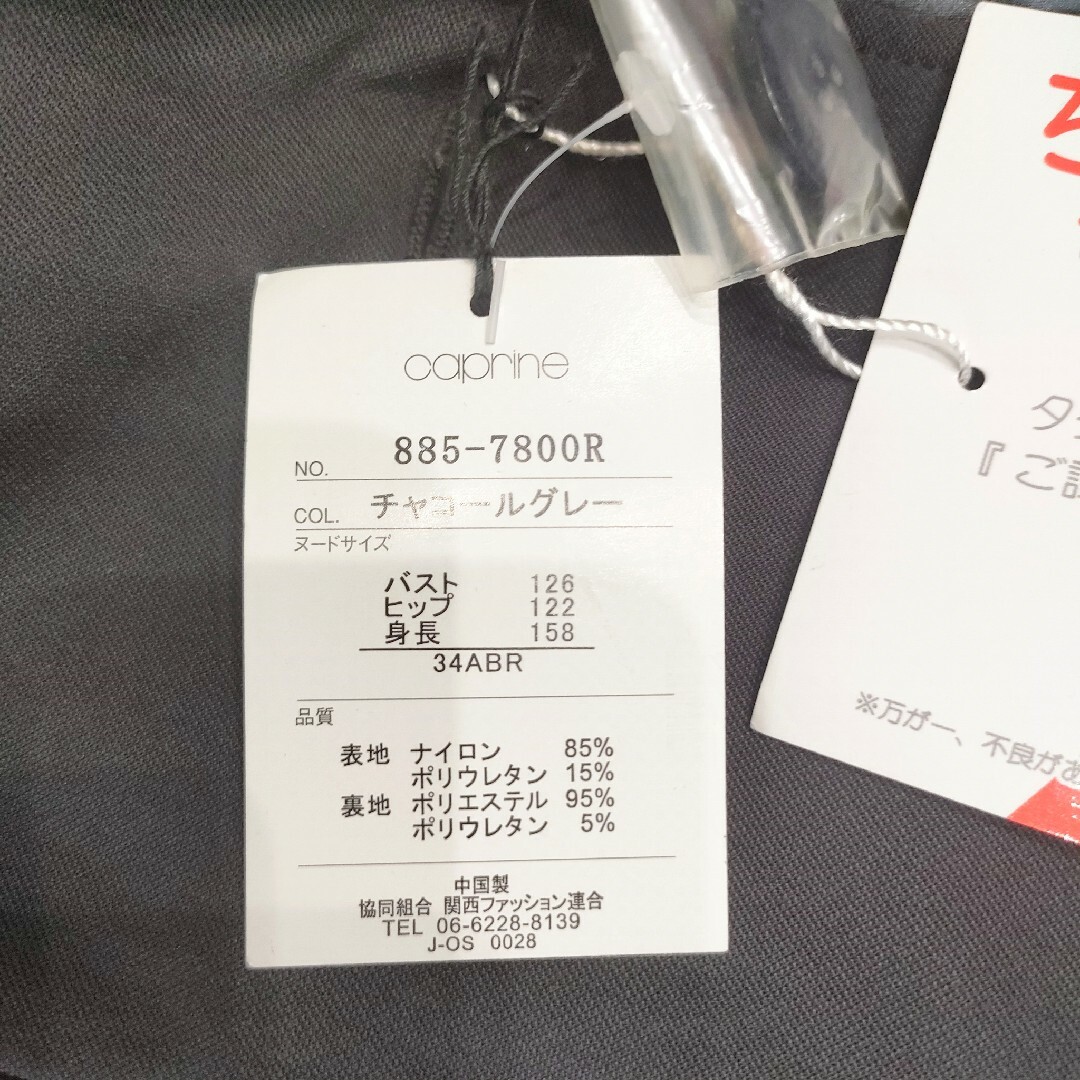 caprine
NO. 885-7800R
COL. チャコールグレー
ヌードサイズ
バスト 126
ヒップ 122
身長 158
34ABR
品質
表地 ナイロン 85%
ポリウレタン 15%
裏地 ポリエステル 95%
ポリウレタン 5%
中国製
協同組合 関西ファッション連合
TEL 06-6228-8139
J-OS 0028
『ご
※万が一、不良があ